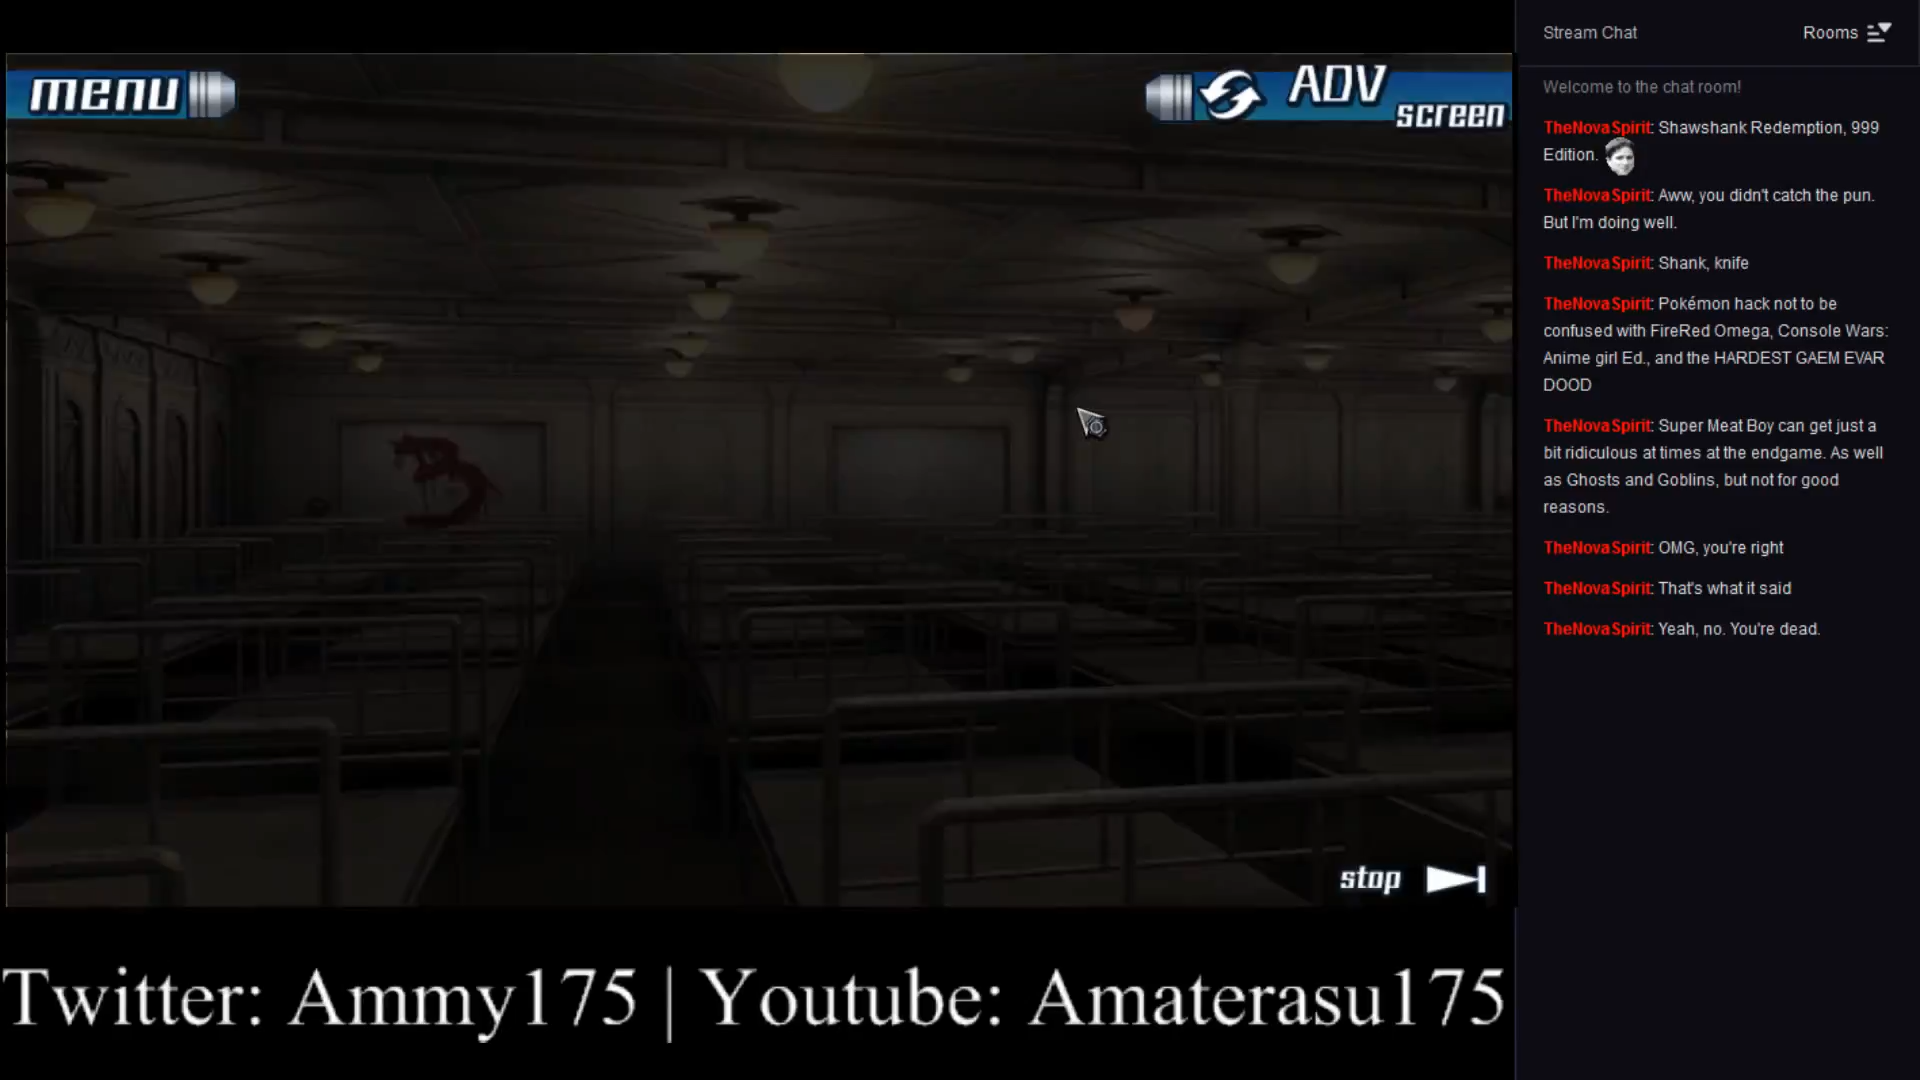 menu
ADV
screen
stop
Twitter: Ammy175 | Youtube: Amaterasu175
Stream Chat
Rooms
Welcome to the chat room!
TheNovaSpirit: Shawshank Redemption, 999
Edition.
TheNovaSpirit: Aww, you didn't catch the pun.
But I'm doing well.
TheNovaSpirit: Shank, knife
TheNovaSpirit: Pokémon hack not to be
confused with FireRed Omega, Console Wars:
Anime girl Ed., and the HARDEST GAEM EVAR
DOOD
TheNovaSpirit: Super Meat Boy can get just a
bit ridiculous at times at the endgame. As well
as Ghosts and Goblins, but not for good
reasons.
TheNovaSpirit: OMG, you're right
TheNovaSpirit: That's what it said
TheNovaSpirit: Yeah, no. You're dead.